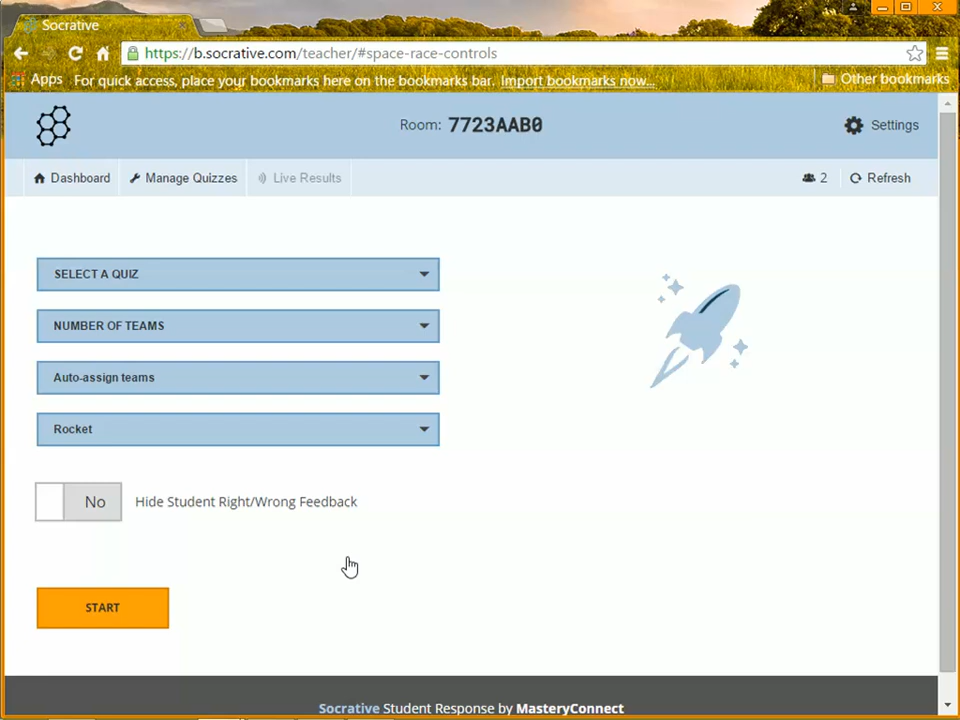 Socrative
https://b.socrative.com/teacher/#space-race-controls
Apps For quick access, place your bookmarks here on the bookmarks bar. Import bookmarks now... Other bookmarks
Room: 7723AAB0 Settings
Dashboard Manage Quizzes Live Results 2 Refresh
SELECT A QUIZ
NUMBER OF TEAMS
Auto-assign teams
Rocket
No Hide Student Right/Wrong Feedback
START
Socrative Student Response by MasteryConnect